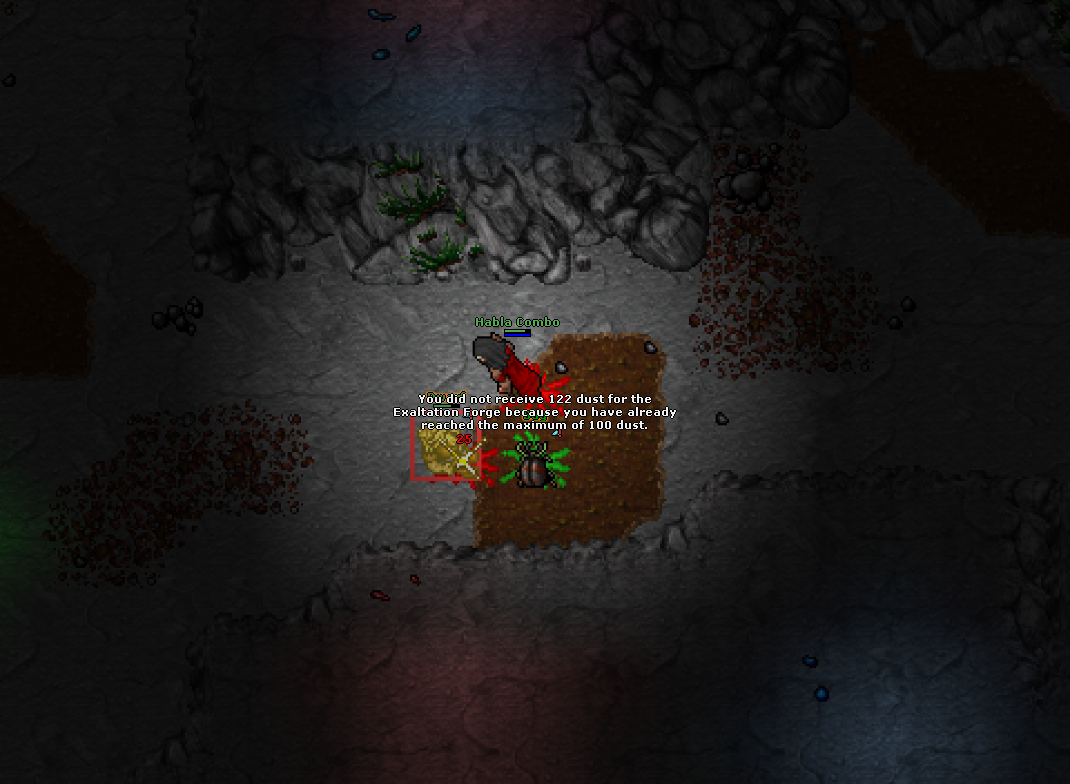 Habla Combo
You did not receive 122 dust for the
Exaltation Forge because you have already
reached the maximum of 100 dust.
25